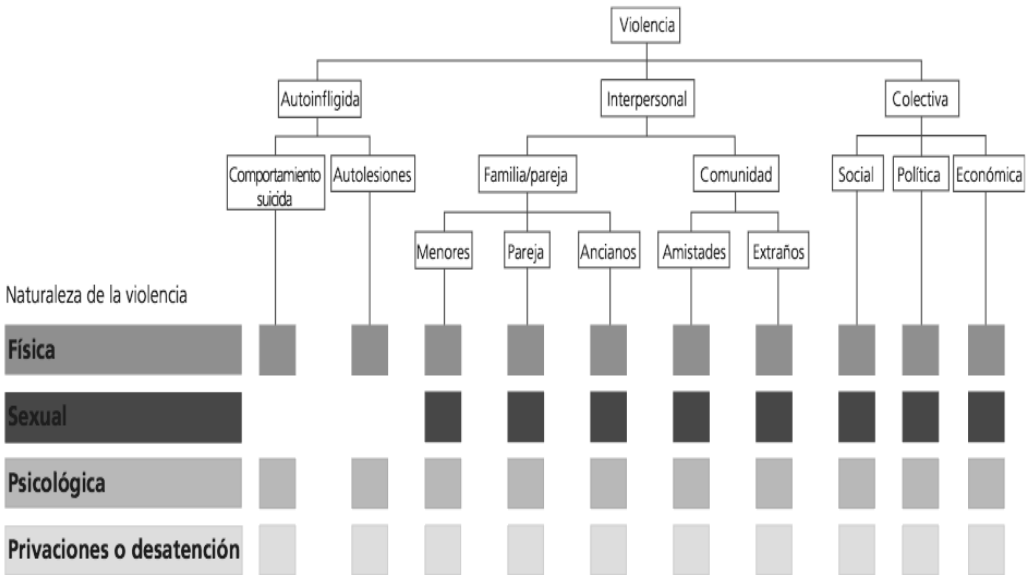 Violencia
Autoinfligida
Interpersonal
Colectiva
Comportamiento
suicida
Autolesiones
Familia/pareja
Comunidad
Social
Política
Económica
Menores
Pareja
Ancianos
Amistades
Extraños
Naturaleza de la violencia
Física
Sexual
Psicológica
Privaciones o desatención